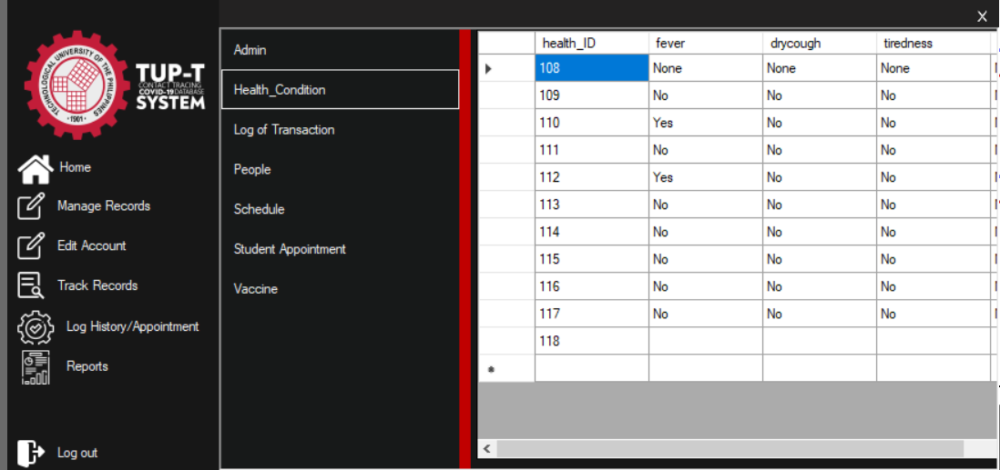 X
TECHNOLOGICAL UNIVERSITY OF THE PHILIPPINES
-1901-
TUP-T
CONTACT TRACING
COVID-19 DATABASE
SYSTEM
Home
Manage Records
Edit Account
Track Records
Log History/Appointment
Reports
Log out
Admin
Health_Condition
Log of Transaction
People
Schedule
Student Appointment
Vaccine
health_ID fever drycough tiredness
108 None None None
109 No No No
110 Yes No No
111 No No No
112 Yes No No
113 No No No
114 No No No
115 No No No
116 No No No
117 No No No
118